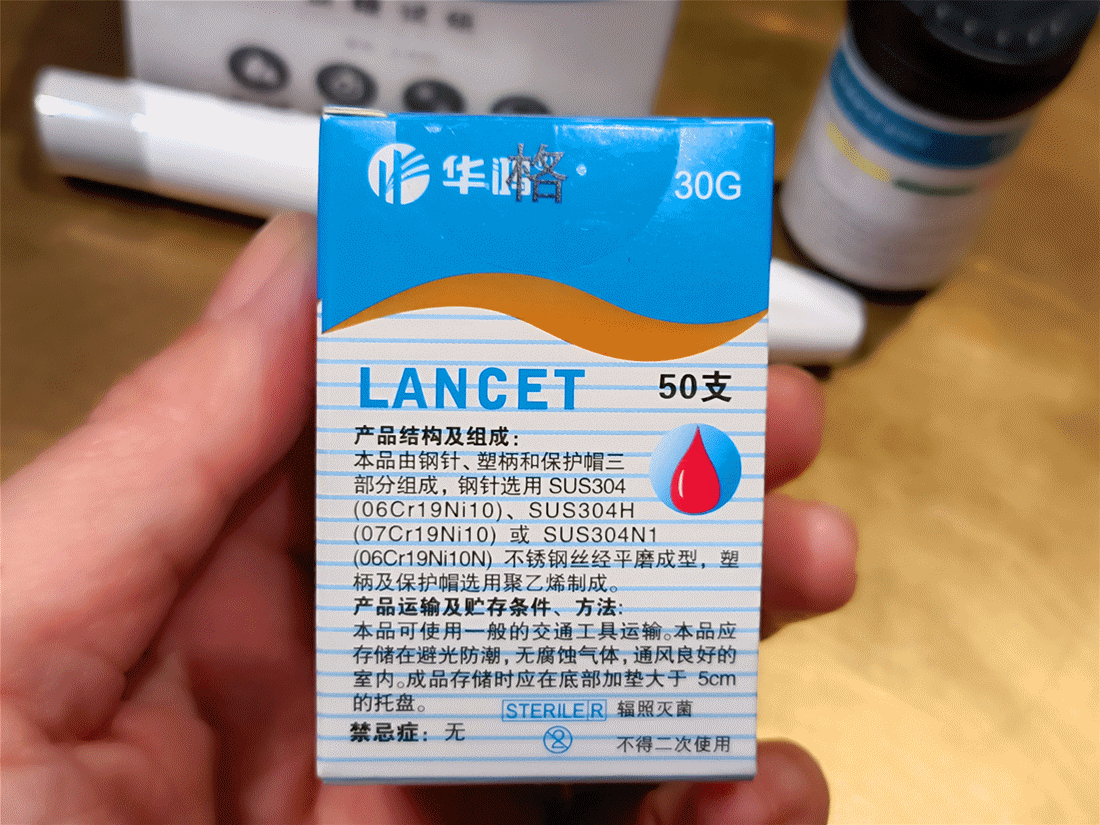 华格
30G
LANCET
50支
产品结构及组成：
本品由钢针、塑柄和保护帽三
部分组成，钢针选用 SUS304
(06Cr19Ni10)、SUS304H
(07Cr19Ni10) 或 SUS304N1
(06Cr19Ni10N) 不锈钢丝经平磨成型，塑
柄及保护帽选用聚乙烯制成。
产品运输及贮存条件、方法：
本品可使用一般的交通工具运输。本品应
存储在避光防潮，无腐蚀气体，通风良好的
室内。成品存储时应在底部加垫大于 5cm
的托盘。
STERILE R 辐照灭菌
禁忌症：无
2
不得二次使用